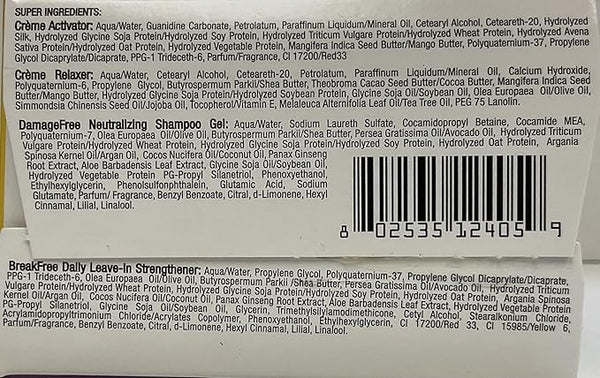 SUPER INGREDIENTS:
Crème Activator: Aqua/Water, Guanidine Carbonate, Petrolatum, Paraffinum Liquidum/Mineral Oil, Cetearyl Alcohol, Ceteareth-20, Hydrolyzed
Silk, Hydrolyzed Glycine Soja Protein/Hydrolyzed Soy Protein, Hydrolyzed Triticum Vulgare Protein/Hydrolyzed Wheat Protein, Hydrolyzed Avena
Sativa Protein/Hydrolyzed Oat Protein, Hydrolyzed Vegetable Protein, Mangifera Indica Seed Butter/Mango Butter, Polyquaternium-37, Propylene
Glycol Dicaprylate/Dicaprate, PPG-1 Trideceth-6, Parfum/Fragrance, CI 17200/Red33
Crème Relaxer: Aqua/Water, Cetearyl Alcohol, Ceteareth-20, Petrolatum, Paraffinum Liquidum/Mineral Oil, Calcium Hydroxide,
Polyquaternium-6, Propylene Glycol, Butyrospermum Parkii/Shea Butter, Theobroma Cacao Seed Butter/Cocoa Butter, Mangifera Indica Seed
Butter/Mango Butter, Hydrolyzed Protein/Hydrolyzed Soybean Protein, Glycine Soja Oil/Soybean Oil, Olea Europaea Oil/Olive Oil,
Simmondsia Chinensis Seed Oil/Jojoba Oil, Tocopherol/Vitamin E, Melaleuca Alternifolia Leaf Oil/Tea Tree Oil, PEG 75 Lanolin.
DamageFree Neutralizing Shampoo Gel: Aqua/Water, Sodium Laureth Sulfate, Cocamidopropyl Betaine, Cocamide MEA,
Polyquaternium-7, Olea Europaea Oil/Olive Oil, Butyrospermum Parkii/Shea Butter, Persea Gratissima Oil/Avocado Oil, Hydrolyzed Triticum
Vulgare Protein/Hydrolyzed Wheat Protein, Hydrolyzed Glycine Soja Protein/Hydrolyzed Soy Protein, Hydrolyzed Oat Protein, Argania
Spinosa Kernel Oil/Argan Oil, Cocos Nucifera Oil/Coconut Oil, Panax Ginseng
Root Extract, Aloe Barbadensis Leaf Extract, Glycine Soja Oil/Soybean Oil,
Hydrolyzed Vegetable Protein PG-Propyl Silanetriol, Phenoxyethanol,
Ethylhexylglycerin, Phenolsulfonphthalein, Glutamic Acid, Sodium
Glutamate, Parfum/ Fragrance, Benzyl Benzoate, Citral, d-Limonene, Hexyl
Cinnamal, Lilial, Linalool.
8 02535 12405 9
BreakFree Daily Leave-In Strengthener: Aqua/Water, Propylene Glycol, Polyquaternium-37, Propylene Glycol Dicaprylate/Dicaprate,
PPG-1 Trideceth-6, Olea Europaea Oil/Olive Oil, Butyrospermum Parkii /Shea Butter, Persea Gratissima Oil/Avocado Oil, Hydrolyzed Triticum
Vulgare Protein/Hydrolyzed Wheat Protein, Hydrolyzed Glycine Soja Protein/Hydrolyzed Soy Protein, Hydrolyzed Oat Protein, Argania Spinosa
Kernel Oil/Argan Oil, Cocos Nucifera Oil/Coconut Oil, Panax Ginseng Root Extract, Aloe Barbadensis Leaf Extract, Hydrolyzed Vegetable Protein
PG-Propyl Silanetriol, Glycine Soja Oil/Soybean Oil, Glycerin, Trimethylsilylamodimethicone, Cetyl Alcohol, Stearalkonium Chloride,
Acrylamidopropyltrimonium Chloride/Acrylates Copolymer, Phenoxyethanol, Ethylhexylglycerin, CI 17200/Red 33, CI 15985/Yellow 6,
Parfum/Fragrance, Benzyl Benzoate, Citral, d-Limonene, Hexyl Cinnamal, Lilial, Linalool.